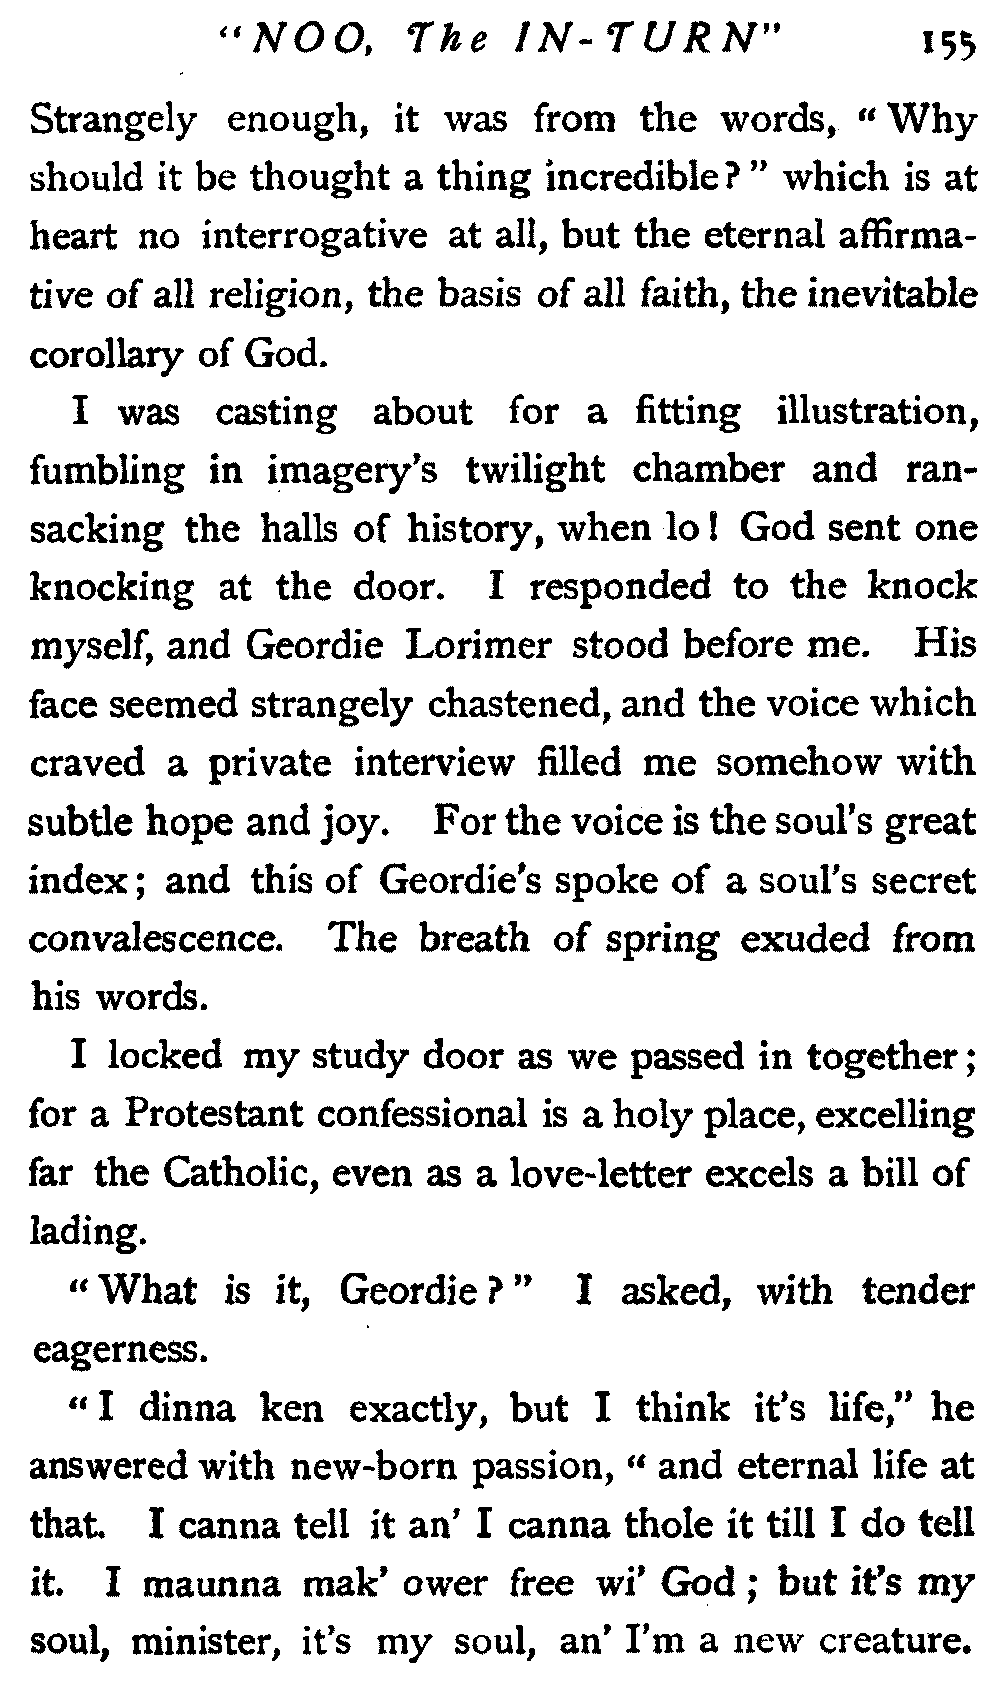 "NOO, The IN-TURN" 155
Strangely enough, it was from the words, "Why
should it be thought a thing incredible?" which is at
heart no interrogative at all, but the eternal affirma-
tive of all religion, the basis of all faith, the inevitable
corollary of God.
I was casting about for a fitting illustration,
fumbling in imagery's twilight chamber and ran-
sacking the halls of history, when lo! God sent one
knocking at the door. I responded to the knock
myself, and Geordie Lorimer stood before me. His
face seemed strangely chastened, and the voice which
craved a private interview filled me somehow with
subtle hope and joy. For the voice is the soul's great
index; and this of Geordie's spoke of a soul's secret
convalescence. The breath of spring exuded from
his words.
I locked my study door as we passed in together;
for a Protestant confessional is a holy place, excelling
far the Catholic, even as a love-letter excels a bill of
lading.
"What is it, Geordie?" I asked, with tender
eagerness.
"I dinna ken exactly, but I think it's life," he
answered with new-born passion, "and eternal life at
that. I canna tell it an' I canna thole it till I do tell
it. I maunna mak' ower free wi' God; but it's my
soul, minister, it's my soul, an' I'm a new creature.